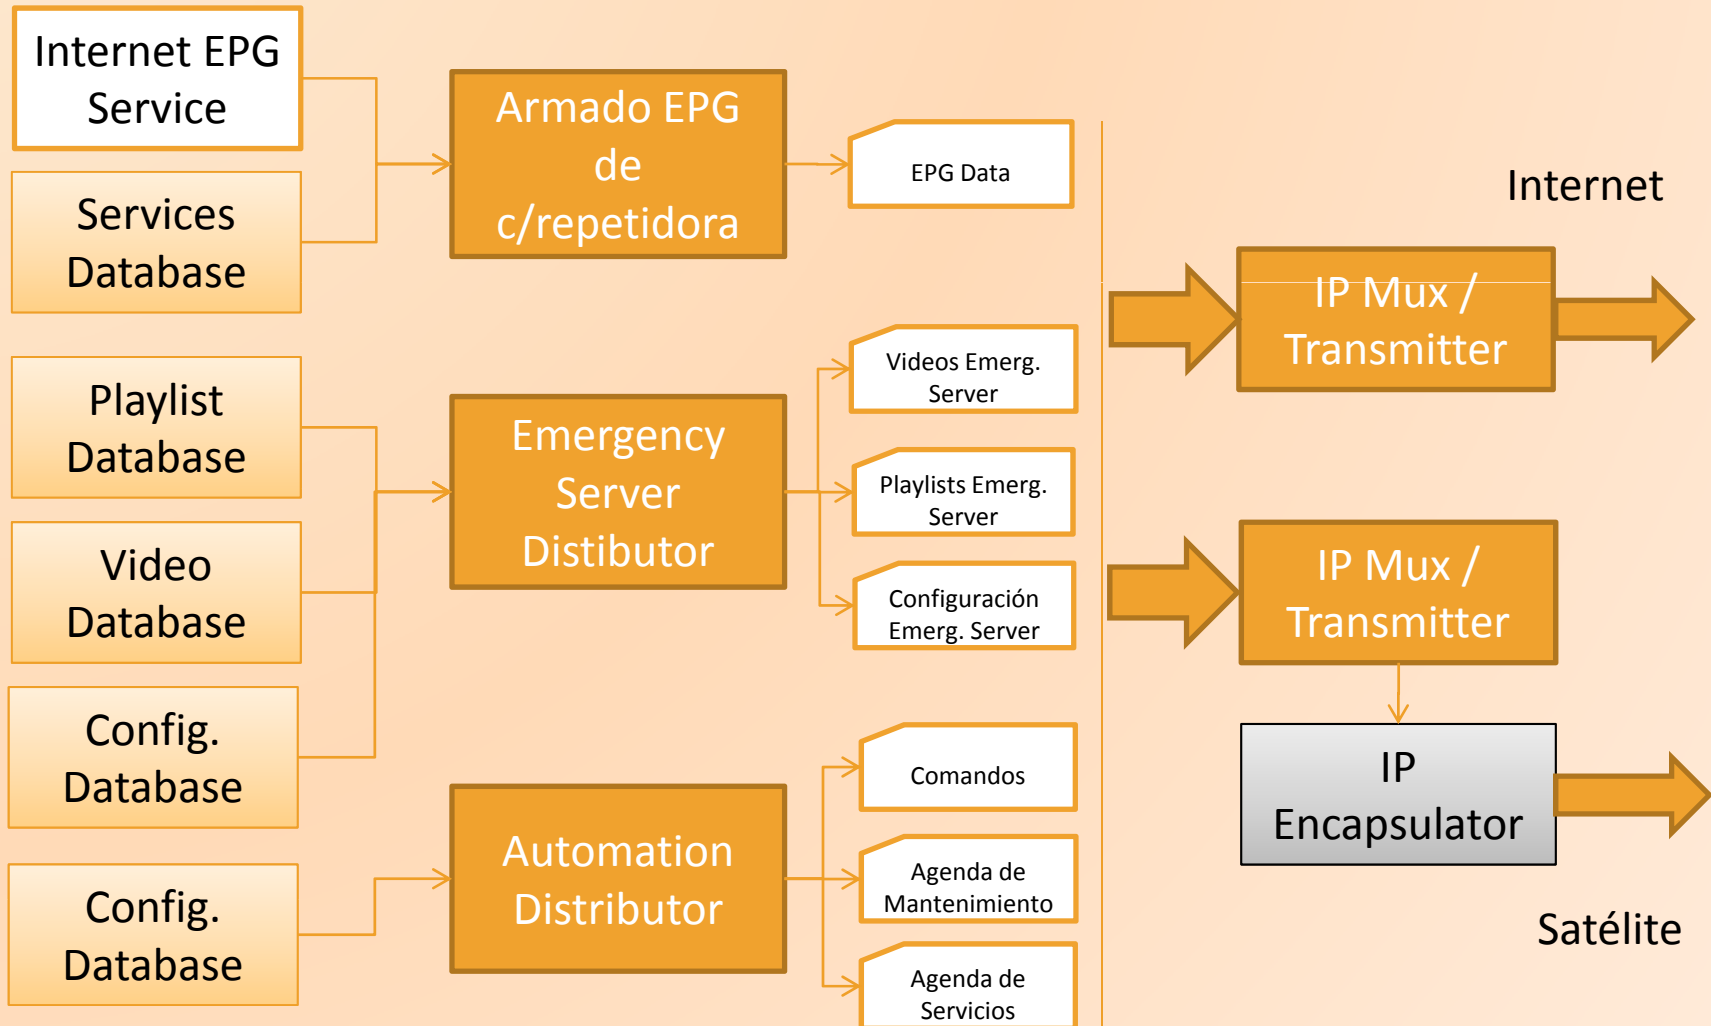 Internet EPG
Service
Services
Database
Playlist
Database
Video
Database
Config.
Database
Config.
Database
Armado EPG
de
c/repetidora
Emergency
Server
Distibutor
Automation
Distributor
EPG Data
Videos Emerg.
Server
Playlists Emerg.
Server
Configuración
Emerg. Server
Comandos
Agenda de
Mantenimiento
Agenda de
Servicios
Internet
IP Mux /
Transmitter
IP Mux /
Transmitter
IP
Encapsulator
Satélite